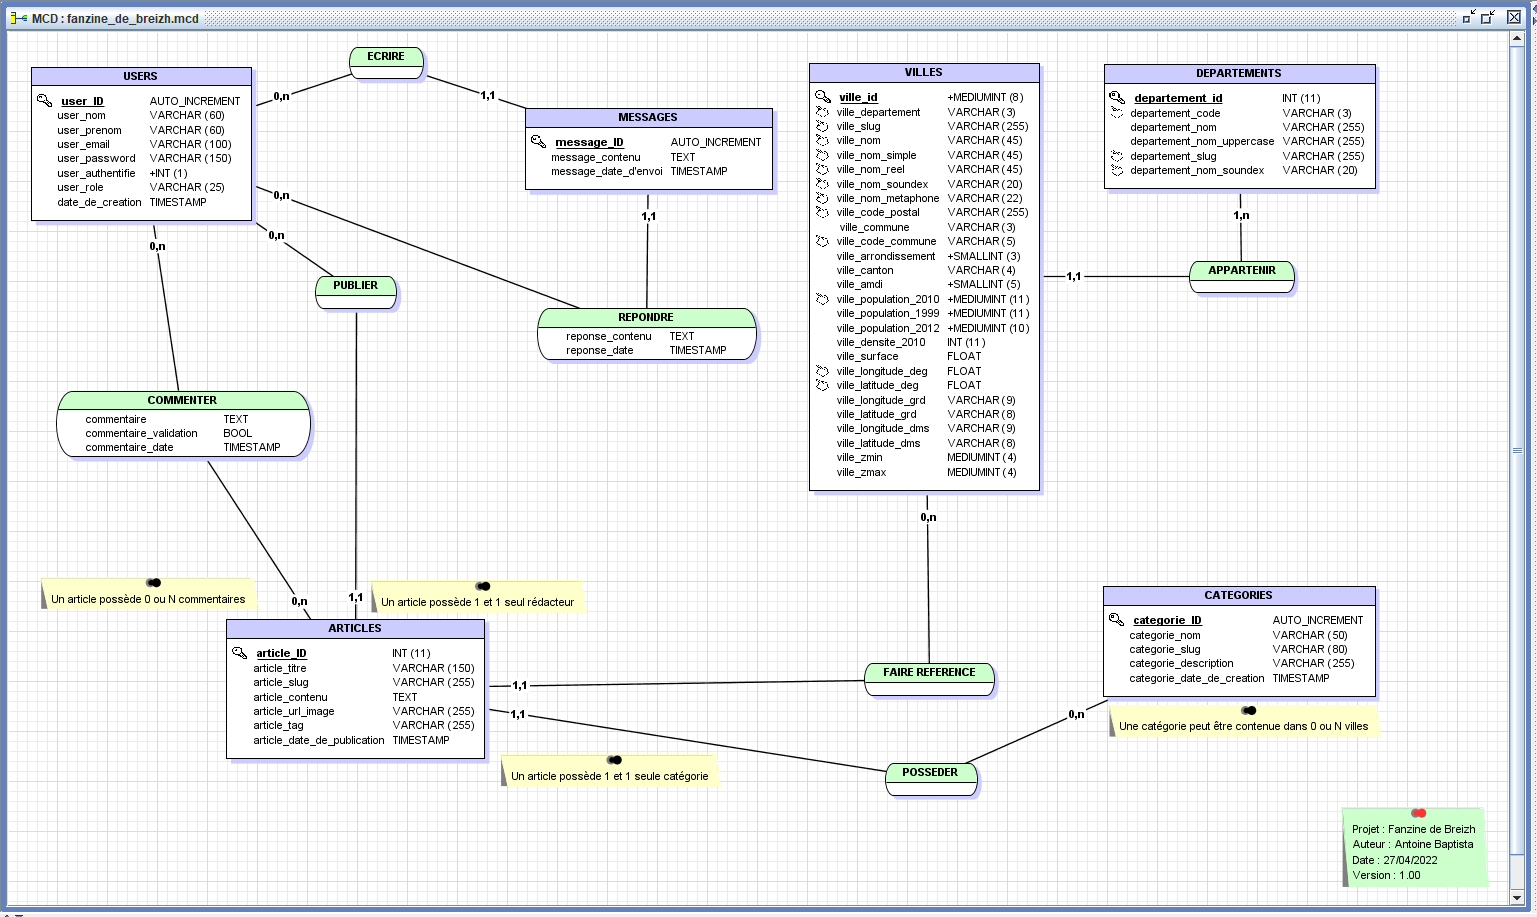 MCD : fanzine_de_breizh.mcd
ECRIRE
0,n
1,1
USERS
user_ID AUTO_INCREMENT
user_nom VARCHAR (60)
user_prenom VARCHAR (60)
user_email VARCHAR (100)
user_password VARCHAR (150)
user_authentifie +INT (1)
user_role VARCHAR (25)
date_de_creation TIMESTAMP
MESSAGES
message_ID AUTO_INCREMENT
message_contenu TEXT
message_date_d'envoi TIMESTAMP
VILLES
ville_id +MEDIUMINT (8)
ville_departement VARCHAR (3)
ville_slug VARCHAR (255)
ville_nom VARCHAR (45)
ville_nom_simple VARCHAR (45)
ville_nom_reel VARCHAR (45)
ville_nom_soundex VARCHAR (20)
ville_nom_metaphone VARCHAR (22)
ville_code_postal VARCHAR (255)
ville_commune VARCHAR (3)
ville_code_commune VARCHAR (5)
ville_arrondissement +SMALLINT (3)
ville_canton VARCHAR (4)
ville_amdi +SMALLINT (5)
ville_population_2010 +MEDIUMINT (11)
ville_population_1999 +MEDIUMINT (11)
ville_population_2012 +MEDIUMINT (10)
ville_densite_2010 INT (11)
ville_surface FLOAT
ville_longitude_deg FLOAT
ville_latitude_deg FLOAT
ville_longitude_grd VARCHAR (9)
ville_latitude_grd VARCHAR (8)
ville_longitude_dms VARCHAR (9)
ville_latitude_dms VARCHAR (8)
ville_zmin MEDIUMINT (4)
ville_zmax MEDIUMINT (4)
DEPARTEMENTS
departement_id INT (11)
departement_code VARCHAR (3)
departement_nom VARCHAR (255)
departement_nom_uppercase VARCHAR (255)
departement_slug VARCHAR (255)
departement_nom_soundex VARCHAR (20)
0,n
1,1
1,n
0,n
0,n
1,1
APPARTENIR
PUBLIER
REPONDRE
reponse_contenu TEXT
reponse_date TIMESTAMP
COMMENTER
commentaire TEXT
commentaire_validation BOOL
commentaire_date TIMESTAMP
0,n
Un article possède 0 ou N commentaires
0,n
1,1
Un article possède 1 et 1 seul rédacteur
ARTICLES
article_ID INT (11)
article_titre VARCHAR (150)
article_slug VARCHAR (255)
article_contenu TEXT
article_url_image VARCHAR (255)
article_tag VARCHAR (255)
article_date_de_publication TIMESTAMP
1,1
1,1
FAIRE REFERENCE
CATEGORIES
categorie_ID AUTO_INCREMENT
categorie_nom VARCHAR (50)
categorie_slug VARCHAR (80)
categorie_description VARCHAR (255)
categorie_date_de_creation TIMESTAMP
0,n
Une catégorie peut être contenue dans 0 ou N villes
Un article possède 1 et 1 seule catégorie
POSSEDER
Projet : Fanzine de Breizh
Auteur : Antoine Baptista
Date : 27/04/2022
Version : 1.00